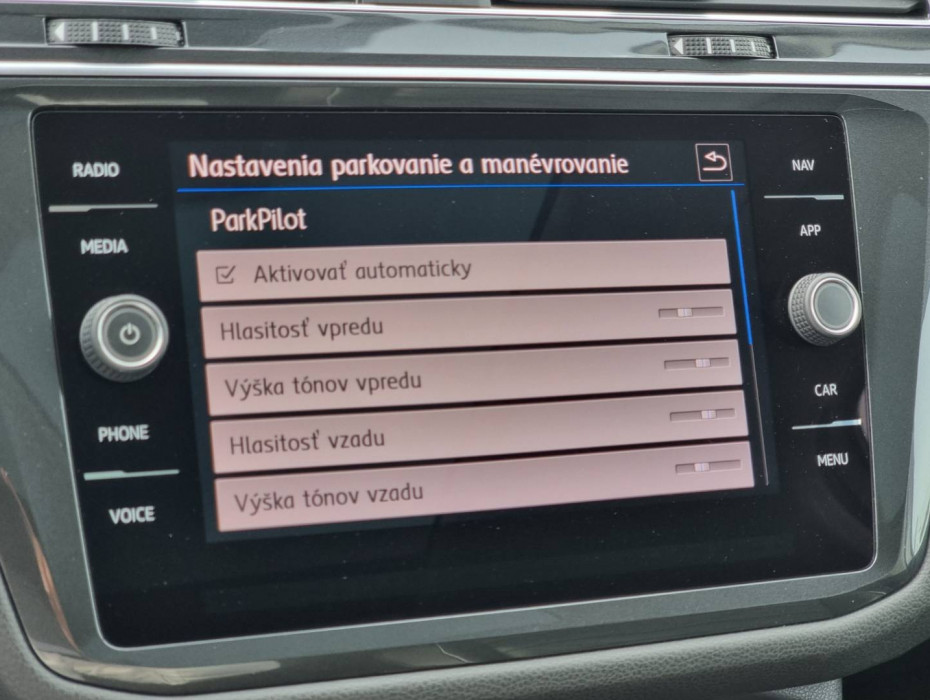 RADIO
MEDIA
PHONE
VOICE
Nastavenia parkovanie a manévrovanie
ParkPilot
Aktivovať automaticky
Hlasitosť vpredu
Výška tónov vpredu
Hlasitosť vzadu
Výška tónov vzadu
NAV
APP
CAR
MENU